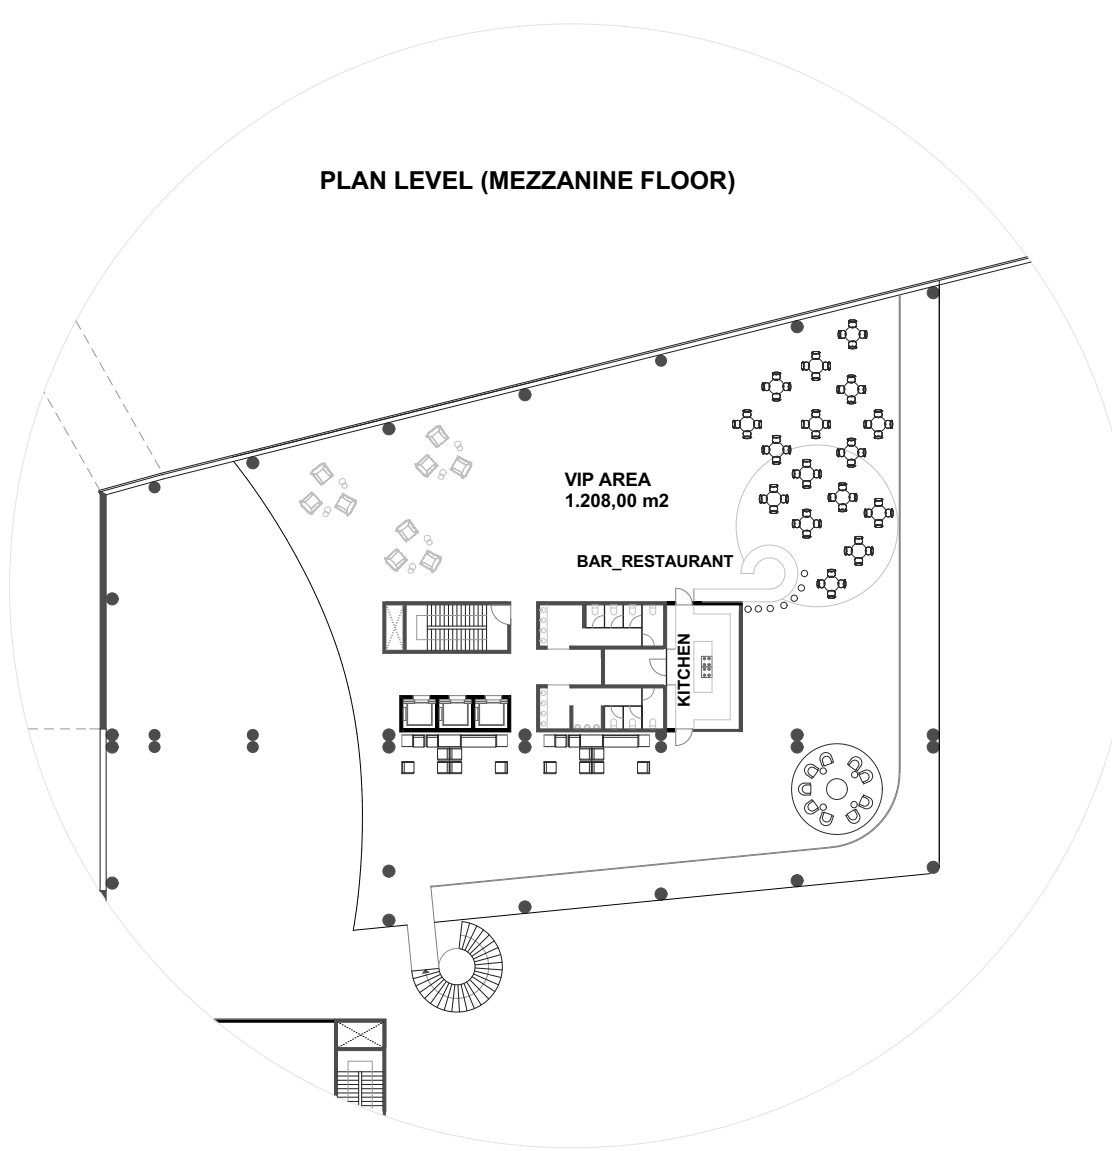 PLAN LEVEL (MEZZANINE FLOOR)
VIP AREA
1.208,00 m2
BAR_RESTAURANT
KITCHEN